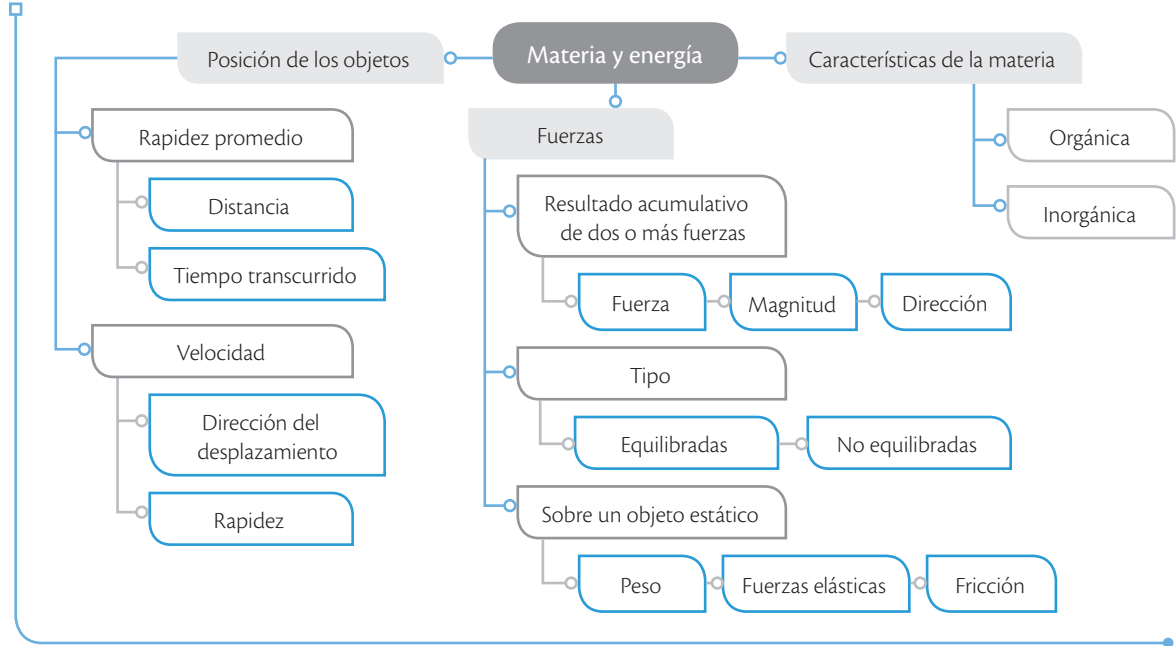 Materia y energía
Posición de los objetos
Rapidez promedio
Distancia
Tiempo transcurrido
Velocidad
Dirección del
desplazamiento
Rapidez
Fuerzas
Resultado acumulativo
de dos o más fuerzas
Fuerza
Magnitud
Dirección
Tipo
Equilibradas
No equilibradas
Sobre un objeto estático
Peso
Fuerzas elásticas
Fricción
Características de la materia
Orgánica
Inorgánica